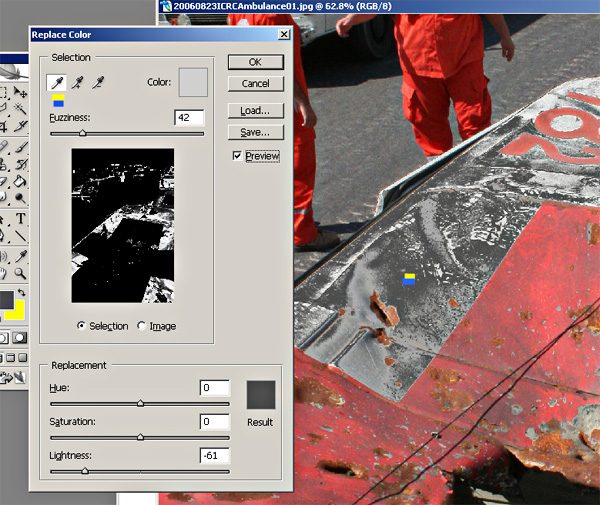 20060823ICRCAmbulance01.jpg @ 62.8% (RGB/8)
Replace Color
Selection
Color:
Fuzziness: 42
OK
Cancel
Load...
Save...
Preview
Selection Image
Replacement
Hue: 0
Saturation: 0
Result
Lightness: -61
T